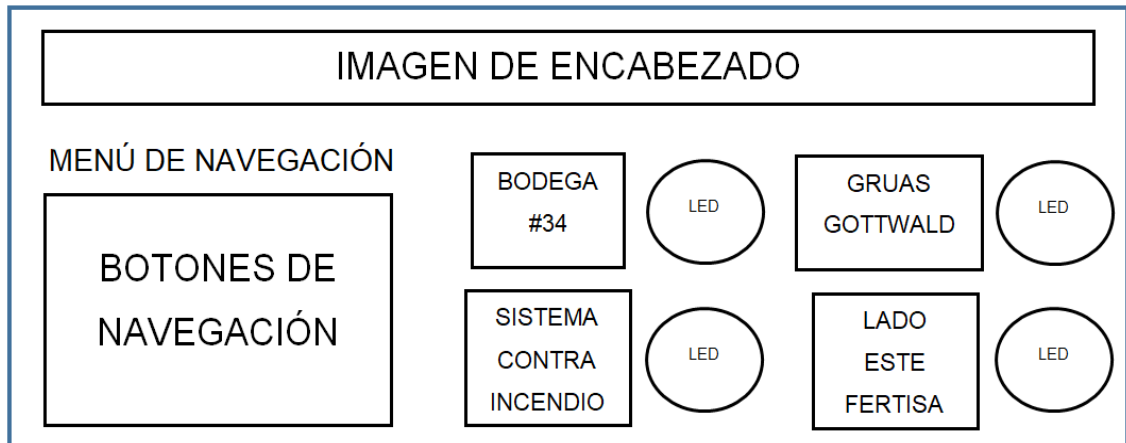 IMAGEN DE ENCABEZADO
MENÚ DE NAVEGACIÓN
BOTONES DE
NAVEGACIÓN
BODEGA
#34
LED
GRUAS
GOTTWALD
LED
SISTEMA
CONTRA
INCENDIO
LED
LADO
ESTE
FERTISA
LED